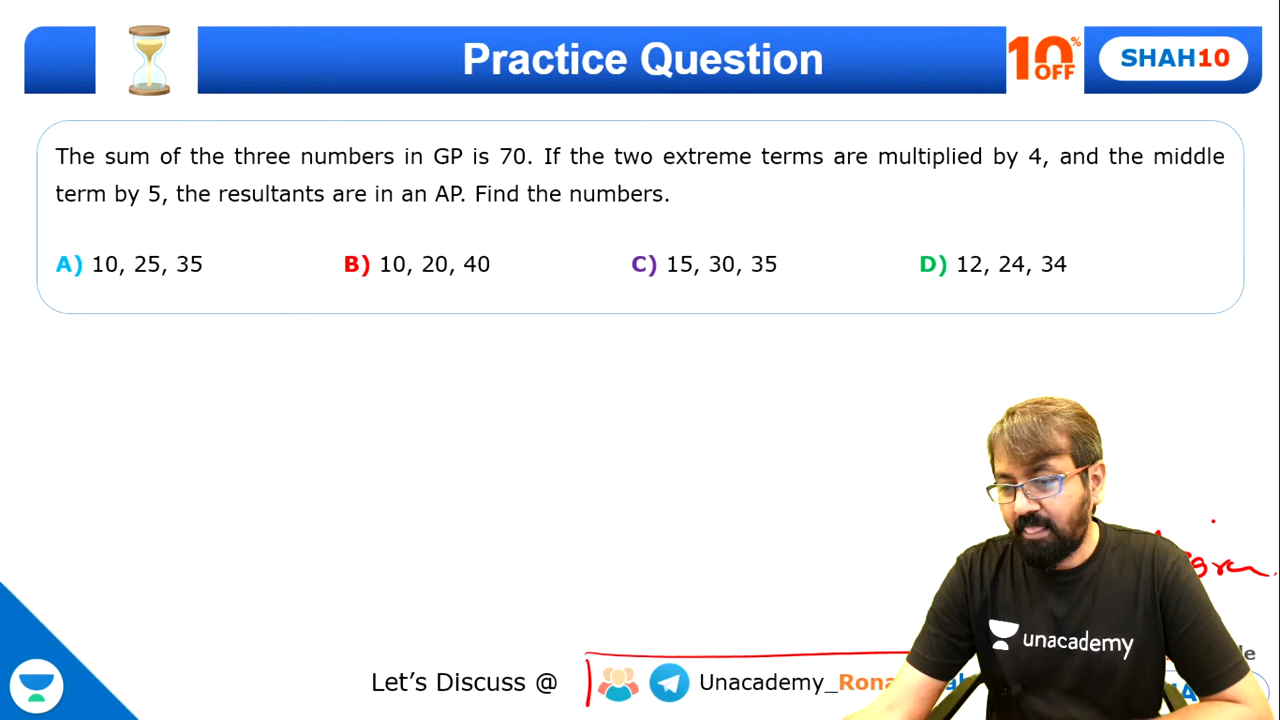 Practice Question
10% OFF
SHAH10
The sum of the three numbers in GP is 70. If the two extreme terms are multiplied by 4, and the middle
term by 5, the resultants are in an AP. Find the numbers.
A) 10, 25, 35 B) 10, 20, 40 C) 15, 30, 35 D) 12, 24, 34
unacademy
Let's Discuss @ Unacademy_